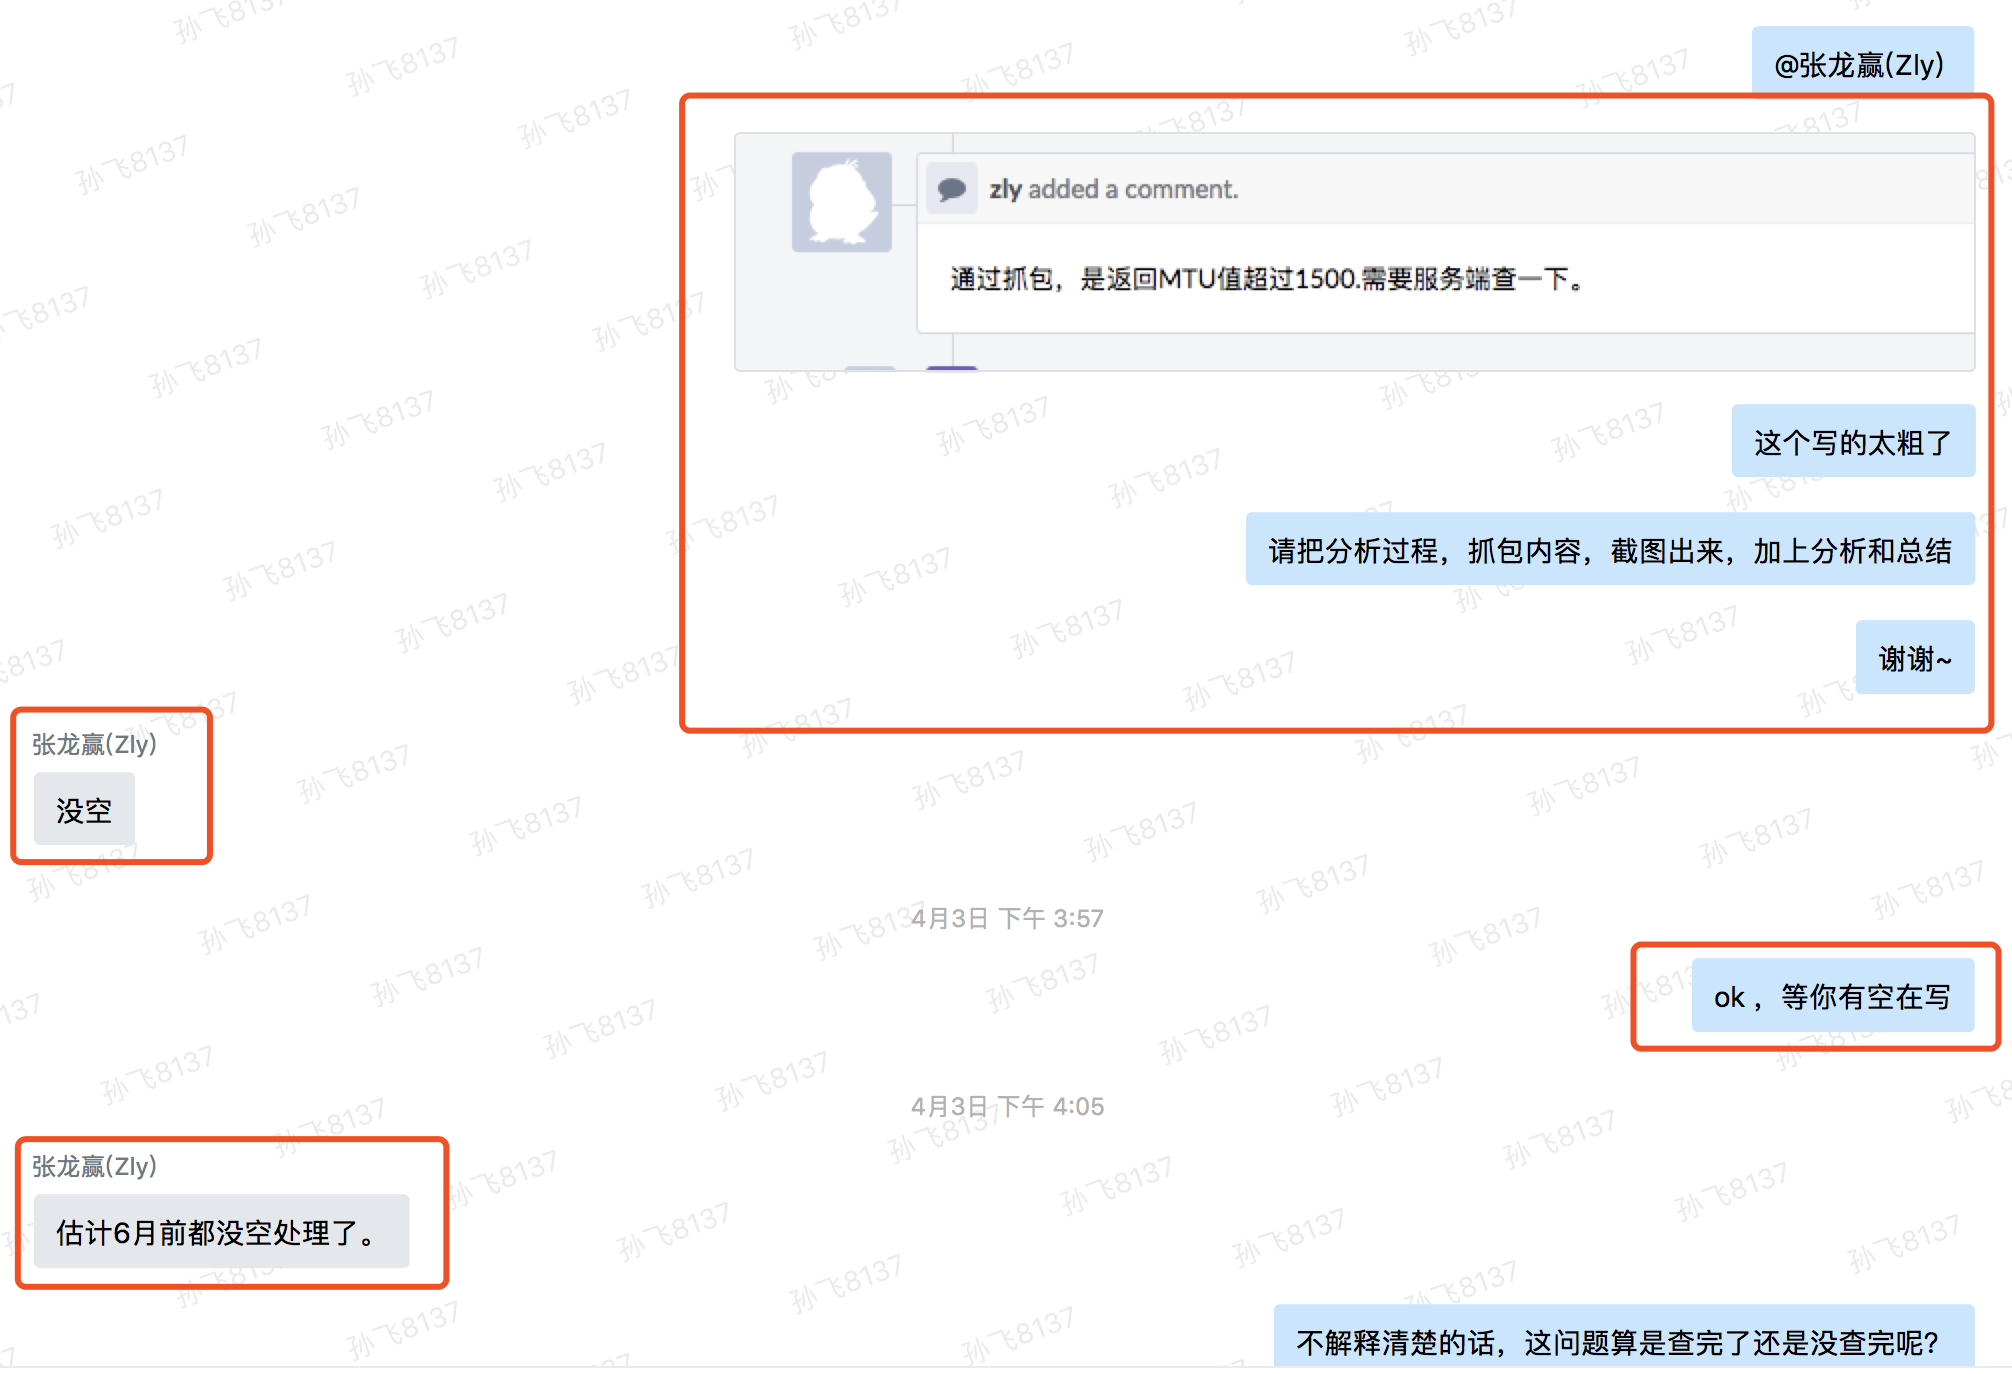 @张龙赢(Zly)
zly added a comment.
通过抓包，是返回MTU值超过1500.需要服务端查一下。
这个写的太粗了
请把分析过程，抓包内容，截图出来，加上分析和总结
谢谢~
张龙赢(Zly)
没空
4月3日 下午 3:57
ok ，等你有空在写
4月3日 下午 4:05
张龙赢(Zly)
估计6月前都没空处理了。
不解释清楚的话，这问题算是查完了还是没查完呢?
孙飞8137